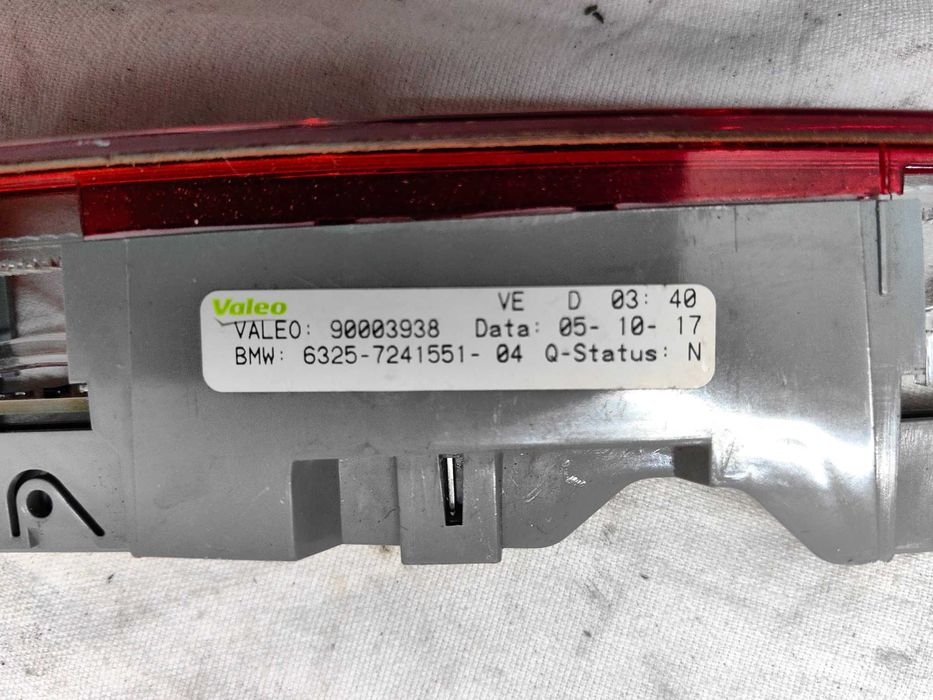 Valeo VE D 03: 40
VALEO: 90003938 Data: 05- 10- 17
BMW: 6325-7241551- 04 Q-Status: N